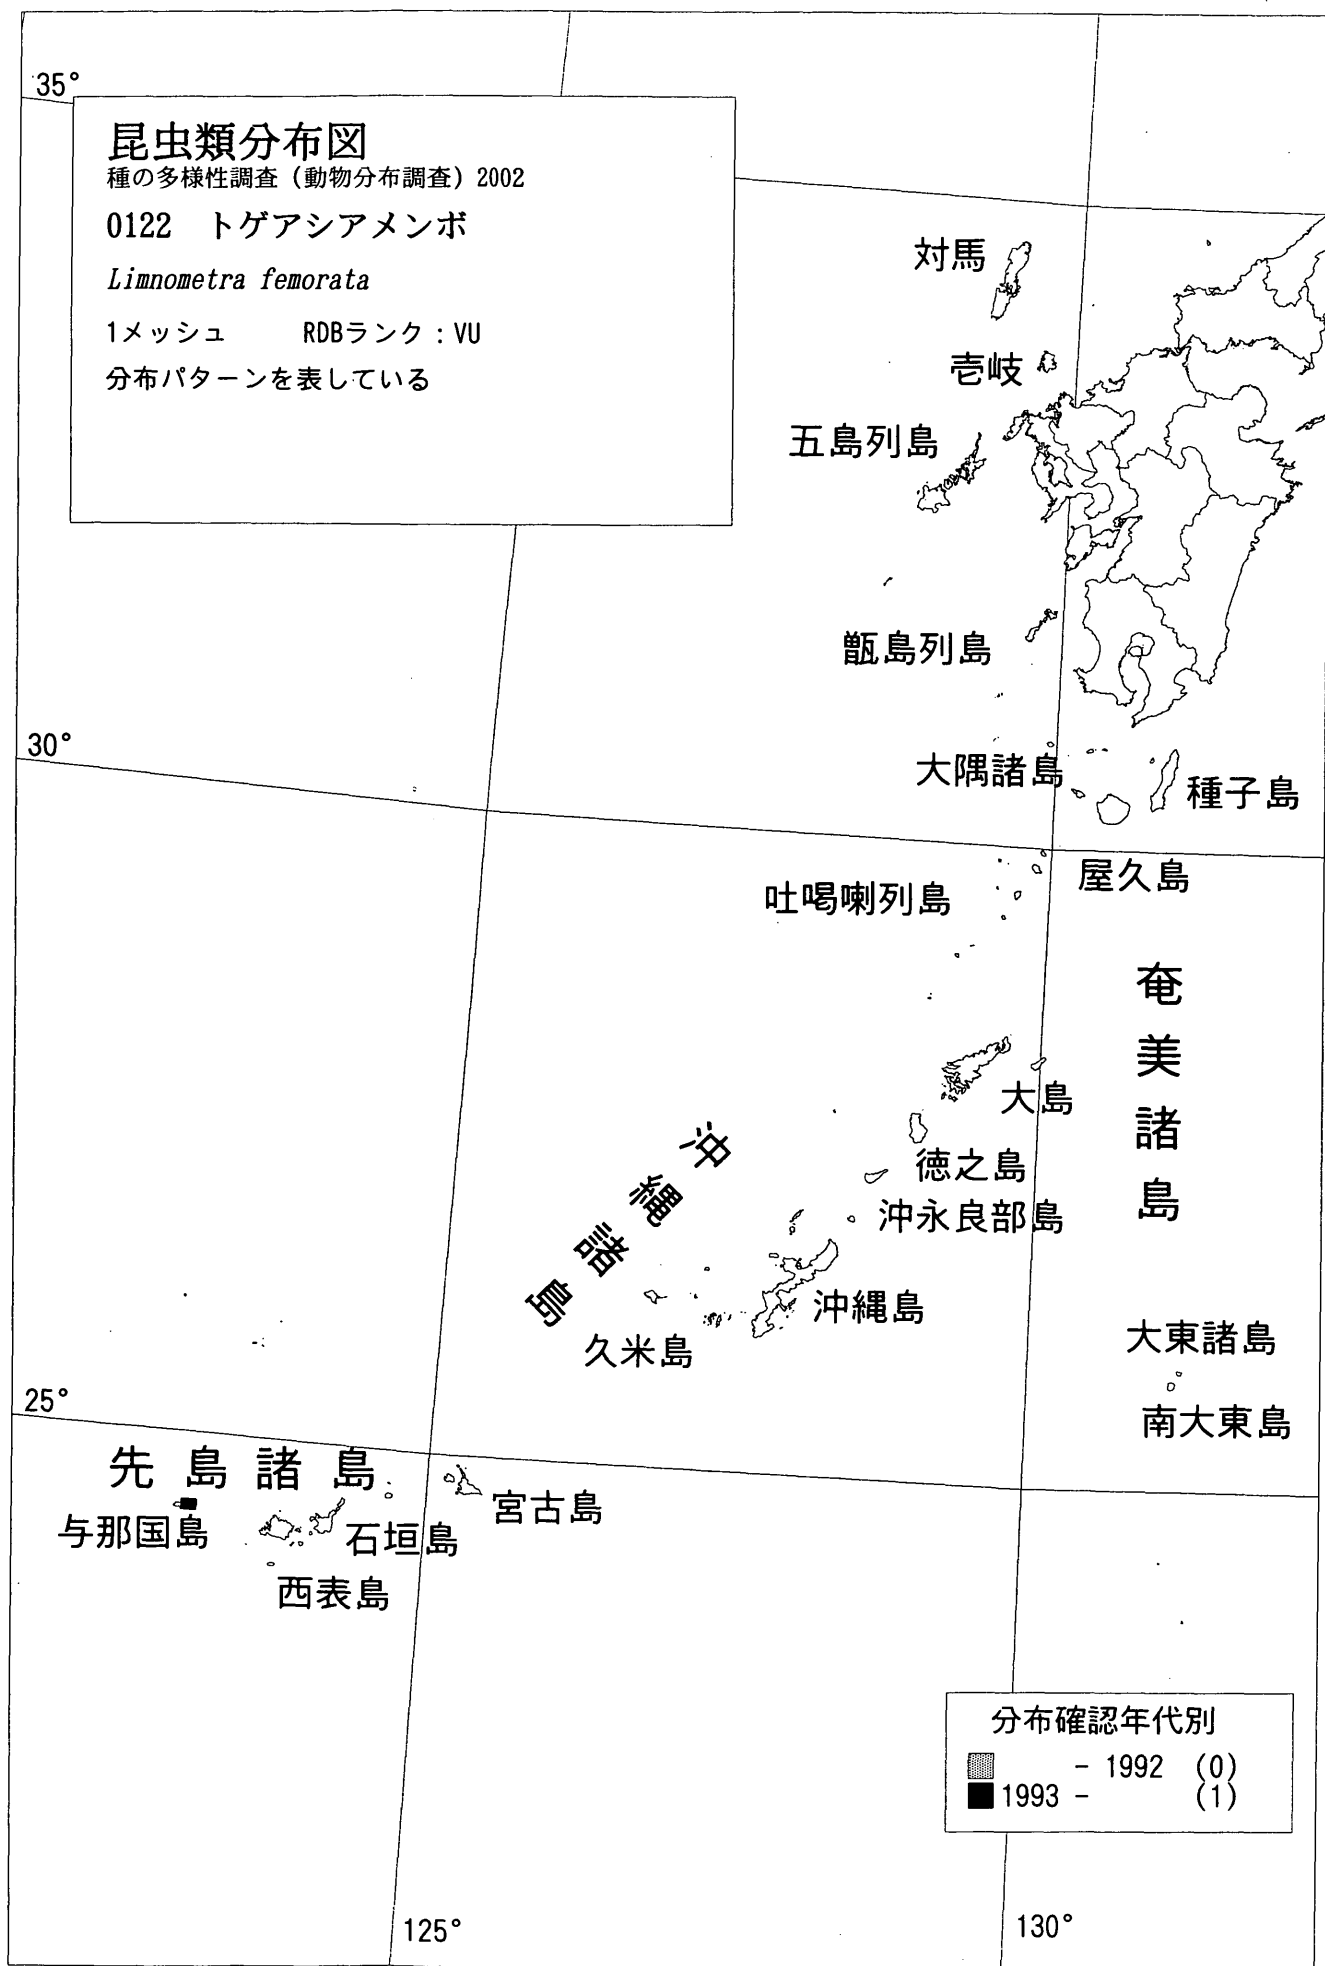 35°
昆虫類分布図
種の多様性調査（動物分布調査）2002
0122　トゲアシアメンボ
Limnometra femorata
1メッシュ　　RDBランク：VU
分布パターンを表している
対馬
壱岐
五島列島
甑島列島
30°
大隅諸島
種子島
屋久島
吐喝喇列島
奄美諸島
大島
徳之島
沖永良部島
沖縄諸島
沖縄島
久米島
大東諸島
南大東島
25°
先島諸島
宮古島
与那国島
石垣島
西表島
分布確認年代別
- 1992 (0)
1993 - (1)
125°
130°